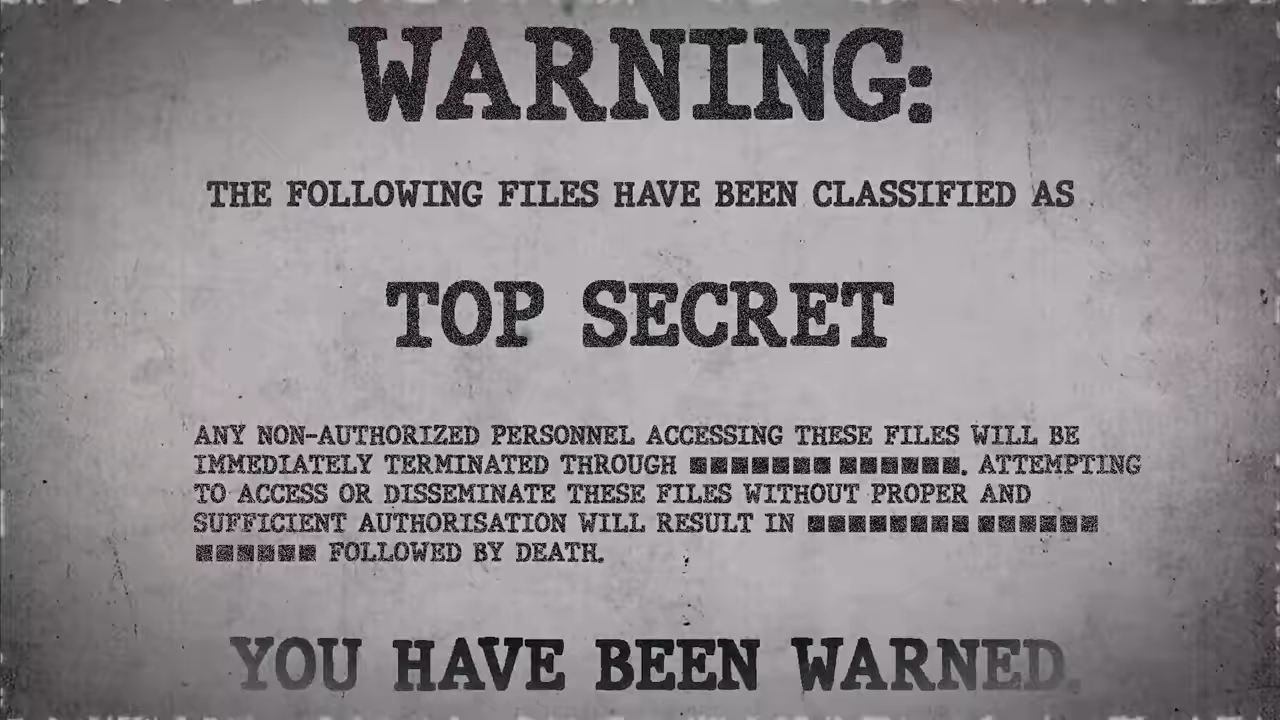 WARNING:
THE FOLLOWING FILES HAVE BEEN CLASSIFIED AS
TOP SECRET
ANY NON-AUTHORIZED PERSONNEL ACCESSING THESE FILES WILL BE
IMMEDIATELY TERMINATED THROUGH ■■■■■■■ ■■■■■■. ATTEMPTING
TO ACCESS OR DISSEMINATE THESE FILES WITHOUT PROPER AND
SUFFICIENT AUTHORISATION WILL RESULT IN ■■■■■■■■ ■■■■■■
■■■■■■ FOLLOWED BY DEATH.
YOU HAVE BEEN WARNED.